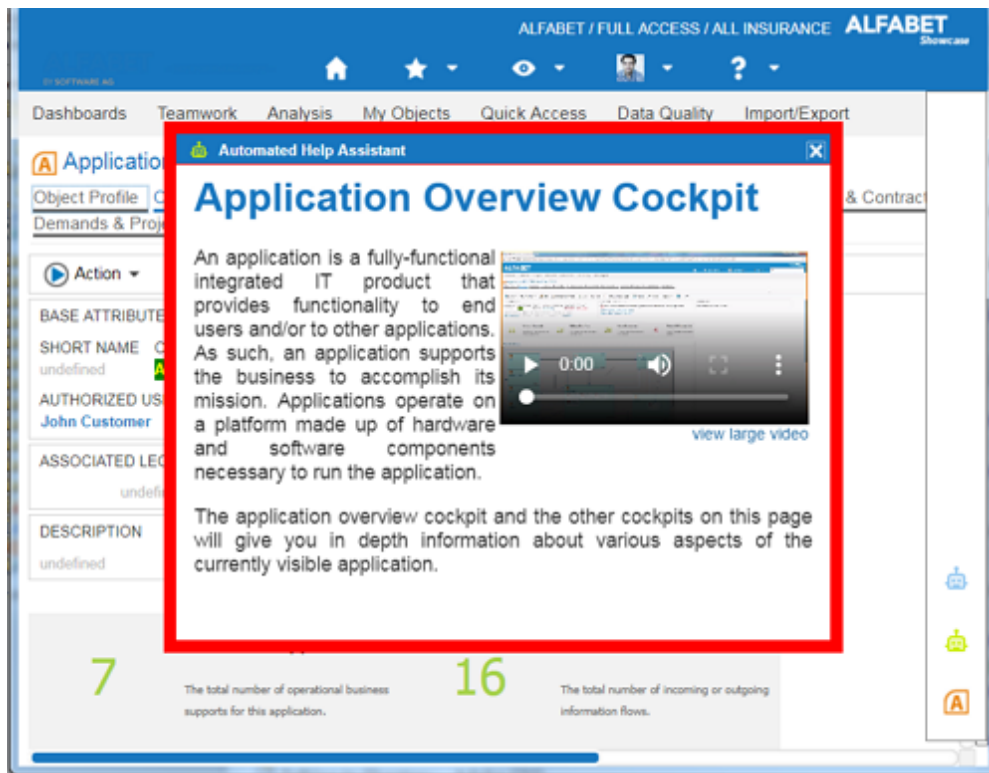 ALFABET / FULL ACCESS / ALL INSURANCE ALFABET
Showcase
BY SOFTWARE AG
Dashboards Teamwork Analysis My Objects Quick Access Data Quality Import/Export
A Applicatio
Object Profile C & Contract
Demands & Proj
Action
BASE ATTRIBUTE
SHORT NAME C
undefined A
AUTHORIZED US
John Customer
ASSOCIATED LEG
undefi
DESCRIPTION
undefined
Automated Help Assistant
Application Overview Cockpit
An application is a fully-functional
integrated IT product that
provides functionality to end
users and/or to other applications.
As such, an application supports
the business to accomplish its
mission. Applications operate on
a platform made up of hardware
and software components
necessary to run the application.
0:00
view large video
The application overview cockpit and the other cockpits on this page
will give you in depth information about various aspects of the
currently visible application.
7
The total number of operational business
supports for this application.
16
The total number of incoming or outgoing
information flows.
A